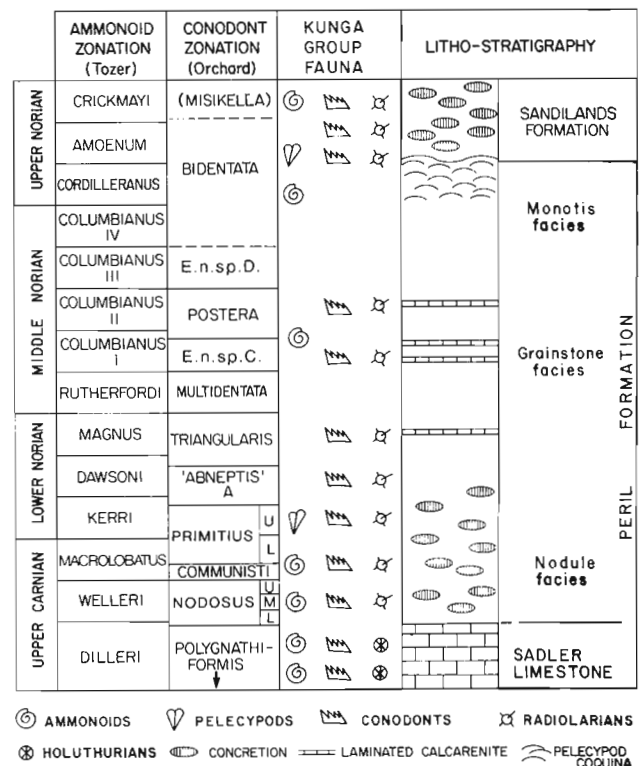 AMMONOID
ZONATION
(Tozer)
CONODONT
ZONATION
(Orchard)
KUNGA
GROUP
FAUNA
LITHO-STRATIGRAPHY
UPPER NORIAN
MIDDLE NORIAN
LOWER NORIAN
UPPER CARNIAN
CRICKMAYI
AMOENUM
CORDILLERANUS
COLUMBIANUS
IV
COLUMBIANUS
III
COLUMBIANUS
II
COLUMBIANUS
I
RUTHERFORDI
MAGNUS
DAWSONI
KERRI
MACROLOBATUS
WELLERI
DILLERI
(MISIKELLA)
BIDENTATA
E.n.sp.D.
POSTERA
E.n.sp.C.
MULTIDENTATA
TRIANGULARIS
'ABNEPTIS'
A
PRIMITIUS
U
L
COMMUNISTI
NODOSUS
U
M
L
POLYGNATHI-
FORMIS
SANDILANDS
FORMATION
Monotis
facies
Grainstone
facies
Nodule
facies
PERIL FORMATION
SADLER
LIMESTONE
AMMONOIDS
PELECYPODS
CONODONTS
RADIOLARIANS
HOLUTHURIANS
CONCRETION
LAMINATED CALCARENITE
PELECYPOD
COQUINA